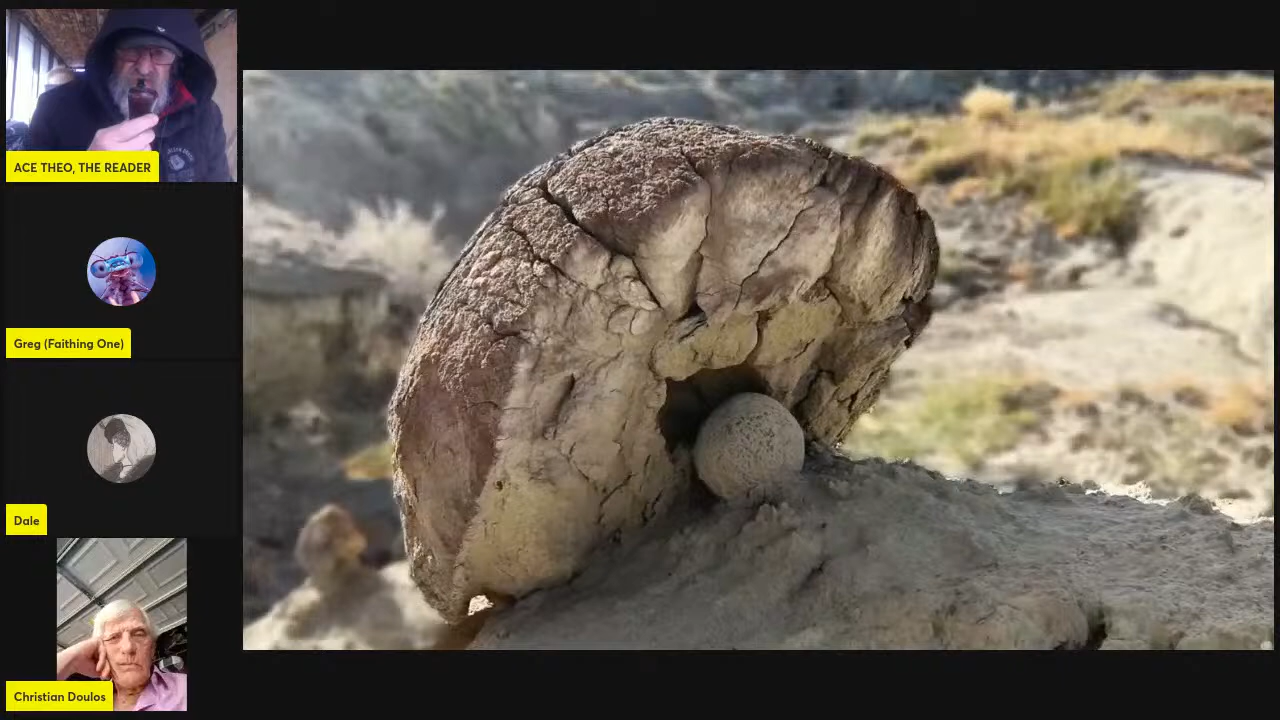 ACE THEO, THE READER
Greg (Faithing One)
Dale
Christian Doulos